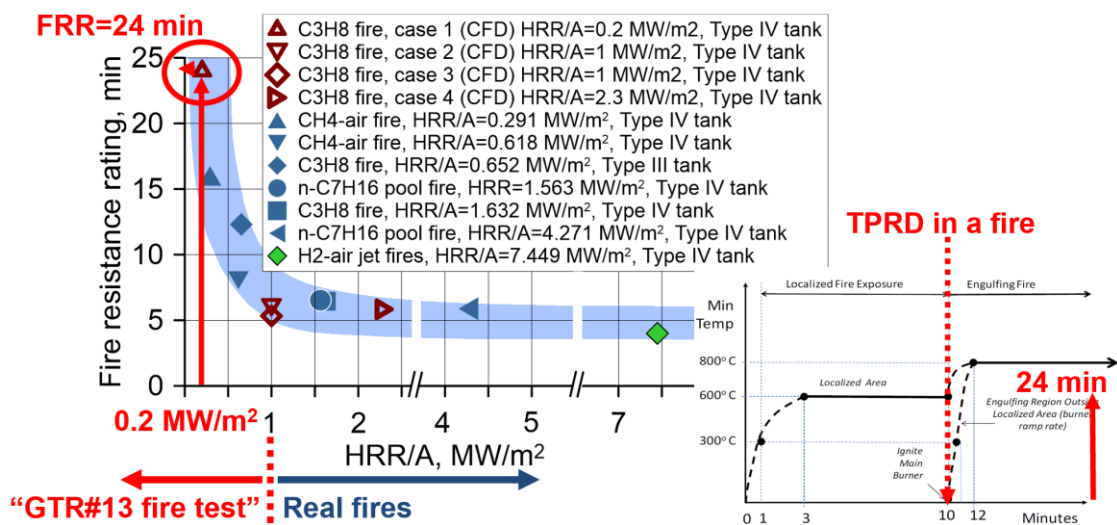 FRR=24 min
C3H8 fire, case 1 (CFD) HRR/A=0.2 MW/m2, Type IV tank
C3H8 fire, case 2 (CFD) HRR/A=1 MW/m2, Type IV tank
C3H8 fire, case 3 (CFD) HRR/A=1 MW/m2, Type IV tank
C3H8 fire, case 4 (CFD) HRR/A=2.3 MW/m2, Type IV tank
CH4-air fire, HRR/A=0.291 MW/m², Type IV tank
CH4-air fire, HRR/A=0.618 MW/m², Type IV tank
C3H8 fire, HRR/A=0.652 MW/m², Type III tank
n-C7H16 pool fire, HRR=1.563 MW/m², Type IV tank
C3H8 fire, HRR/A=1.632 MW/m², Type IV tank
n-C7H16 pool fire, HRR/A=4.271 MW/m², Type IV tank
H2-air jet fires, HRR/A=7.449 MW/m², Type IV tank
Fire resistance rating, min
25
20
15
10
5
0
0.2 MW/m²
1
2
4
5
7
HRR/A, MW/m²
“GTR#13 fire test”
Real fires
TPRD in a fire
Localized Fire Exposure
Engulfing Fire
Min
Temp
800° C
600° C
300° C
Localized Area
24 min
Engulfing Region Outside
Localized Area (burner
ramp rate)
Ignite
Main
Burner
0
1
3
10
12
Minutes